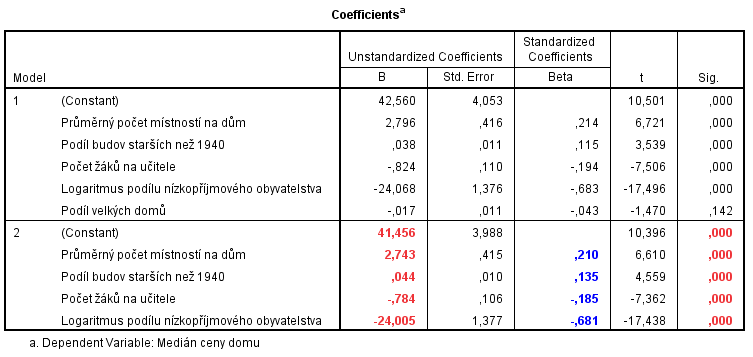 Coefficientsa
Model Unstandardized Coefficients Standardized Coefficients t Sig.
B Std. Error Beta
1 (Constant) 42,560 4,053 10,501 ,000
Průměrný počet místností na dům 2,796 ,416 ,214 6,721 ,000
Podíl budov starších než 1940 ,038 ,011 ,115 3,539 ,000
Počet žáků na učitele -,824 ,110 -,194 -7,506 ,000
Logaritmus podílu nízkopříjmového obyvatelstva -24,068 1,376 -,683 -17,496 ,000
Podíl velkých domů -,017 ,011 -,043 -1,470 ,142
2 (Constant) 41,456 3,988 10,396 ,000
Průměrný počet místností na dům 2,743 ,415 ,210 6,610 ,000
Podíl budov starších než 1940 ,044 ,010 ,135 4,559 ,000
Počet žáků na učitele -,784 ,106 -,185 -7,362 ,000
Logaritmus podílu nízkopříjmového obyvatelstva -24,005 1,377 -,681 -17,438 ,000
a. Dependent Variable: Medián ceny domu